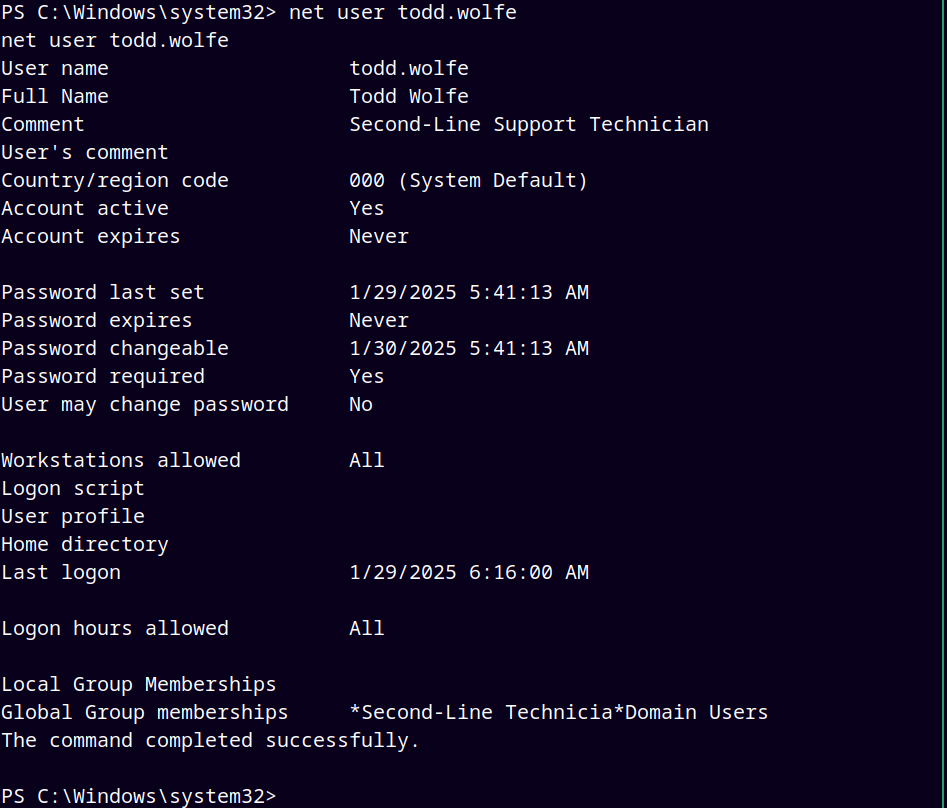 PS C:\Windows\system32> net user todd.wolfe
net user todd.wolfe
User name                    todd.wolfe
Full Name                    Todd Wolfe
Comment                      Second-Line Support Technician
User's comment
Country/region code          000 (System Default)
Account active               Yes
Account expires              Never

Password last set            1/29/2025 5:41:13 AM
Password expires             Never
Password changeable          1/30/2025 5:41:13 AM
Password required            Yes
User may change password     No

Workstations allowed         All
Logon script
User profile
Home directory
Last logon                   1/29/2025 6:16:00 AM

Logon hours allowed          All

Local Group Memberships
Global Group memberships     *Second-Line Technicia*Domain Users
The command completed successfully.

PS C:\Windows\system32>